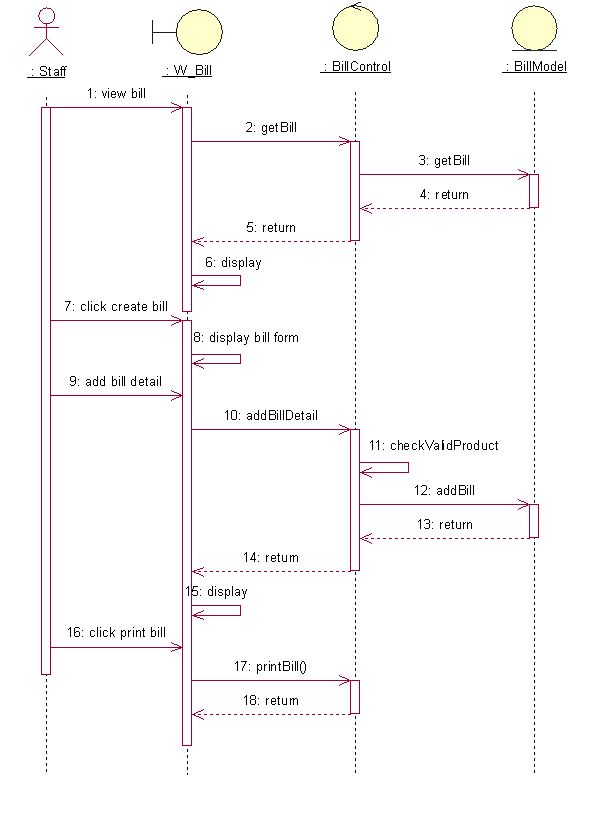 : Staff
: W_Bill
: BillControl
: BillModel
1: view bill
2: getBill
3: getBill
4: return
5: return
6: display
7: click create bill
8: display bill form
9: add bill detail
10: addBillDetail
11: checkValidProduct
12: addBill
13: return
14: return
15: display
16: click print bill
17: printBill()
18: return